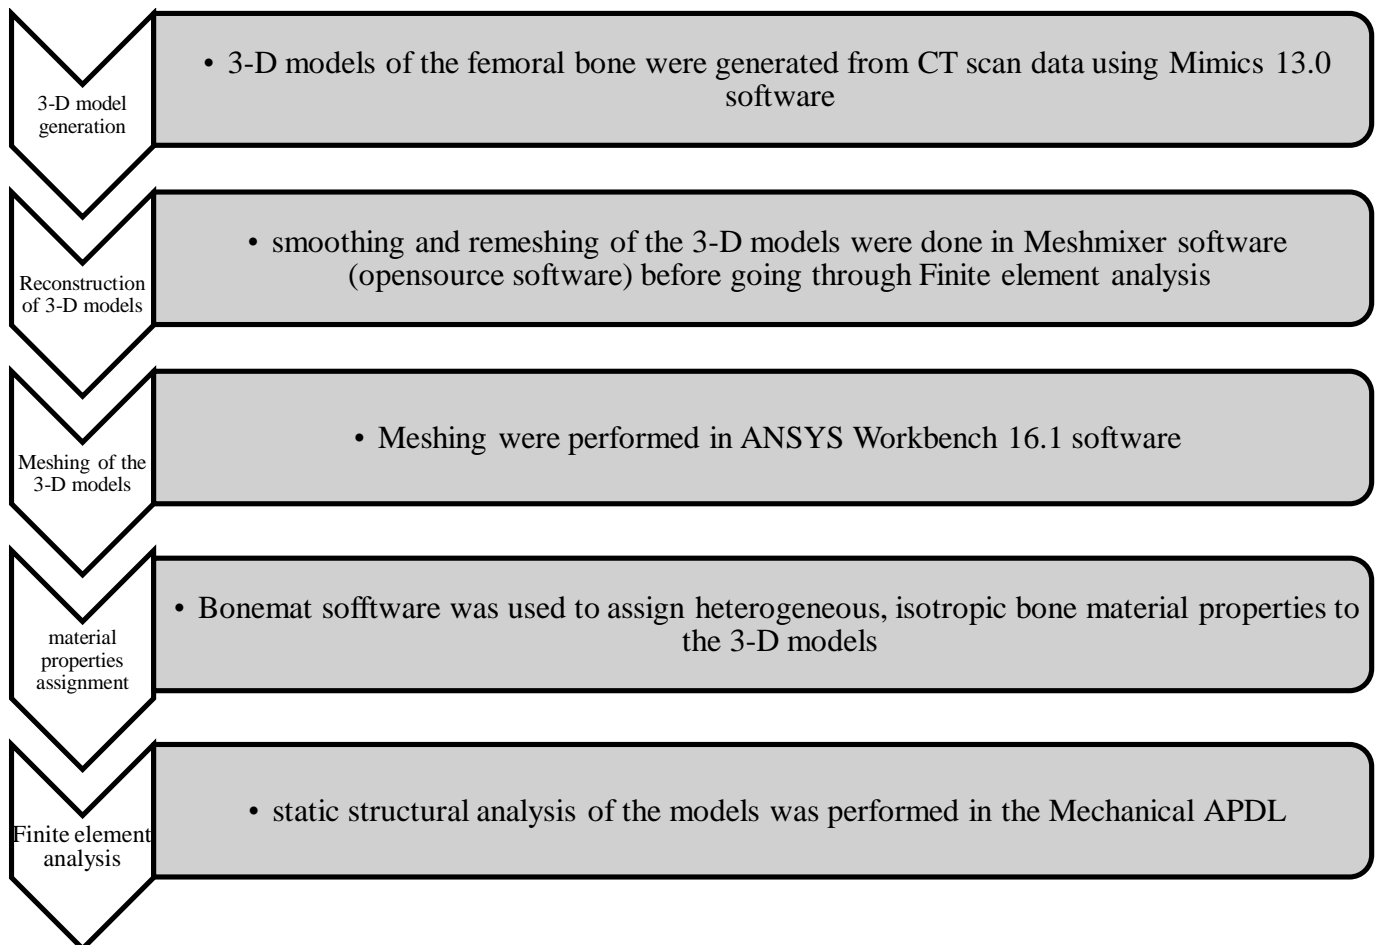 3-D model
generation
• 3-D models of the femoral bone were generated from CT scan data using Mimics 13.0
software
Reconstruction
of 3-D models
• smoothing and remeshing of the 3-D models were done in Meshmixer software
(opensource software) before going through Finite element analysis
Meshing of the
3-D models
• Meshing were performed in ANSYS Workbench 16.1 software
material
properties
assignment
• Bonemat sofftware was used to assign heterogeneous, isotropic bone material properties to
the 3-D models
Finite element
analysis
• static structural analysis of the models was performed in the Mechanical APDL